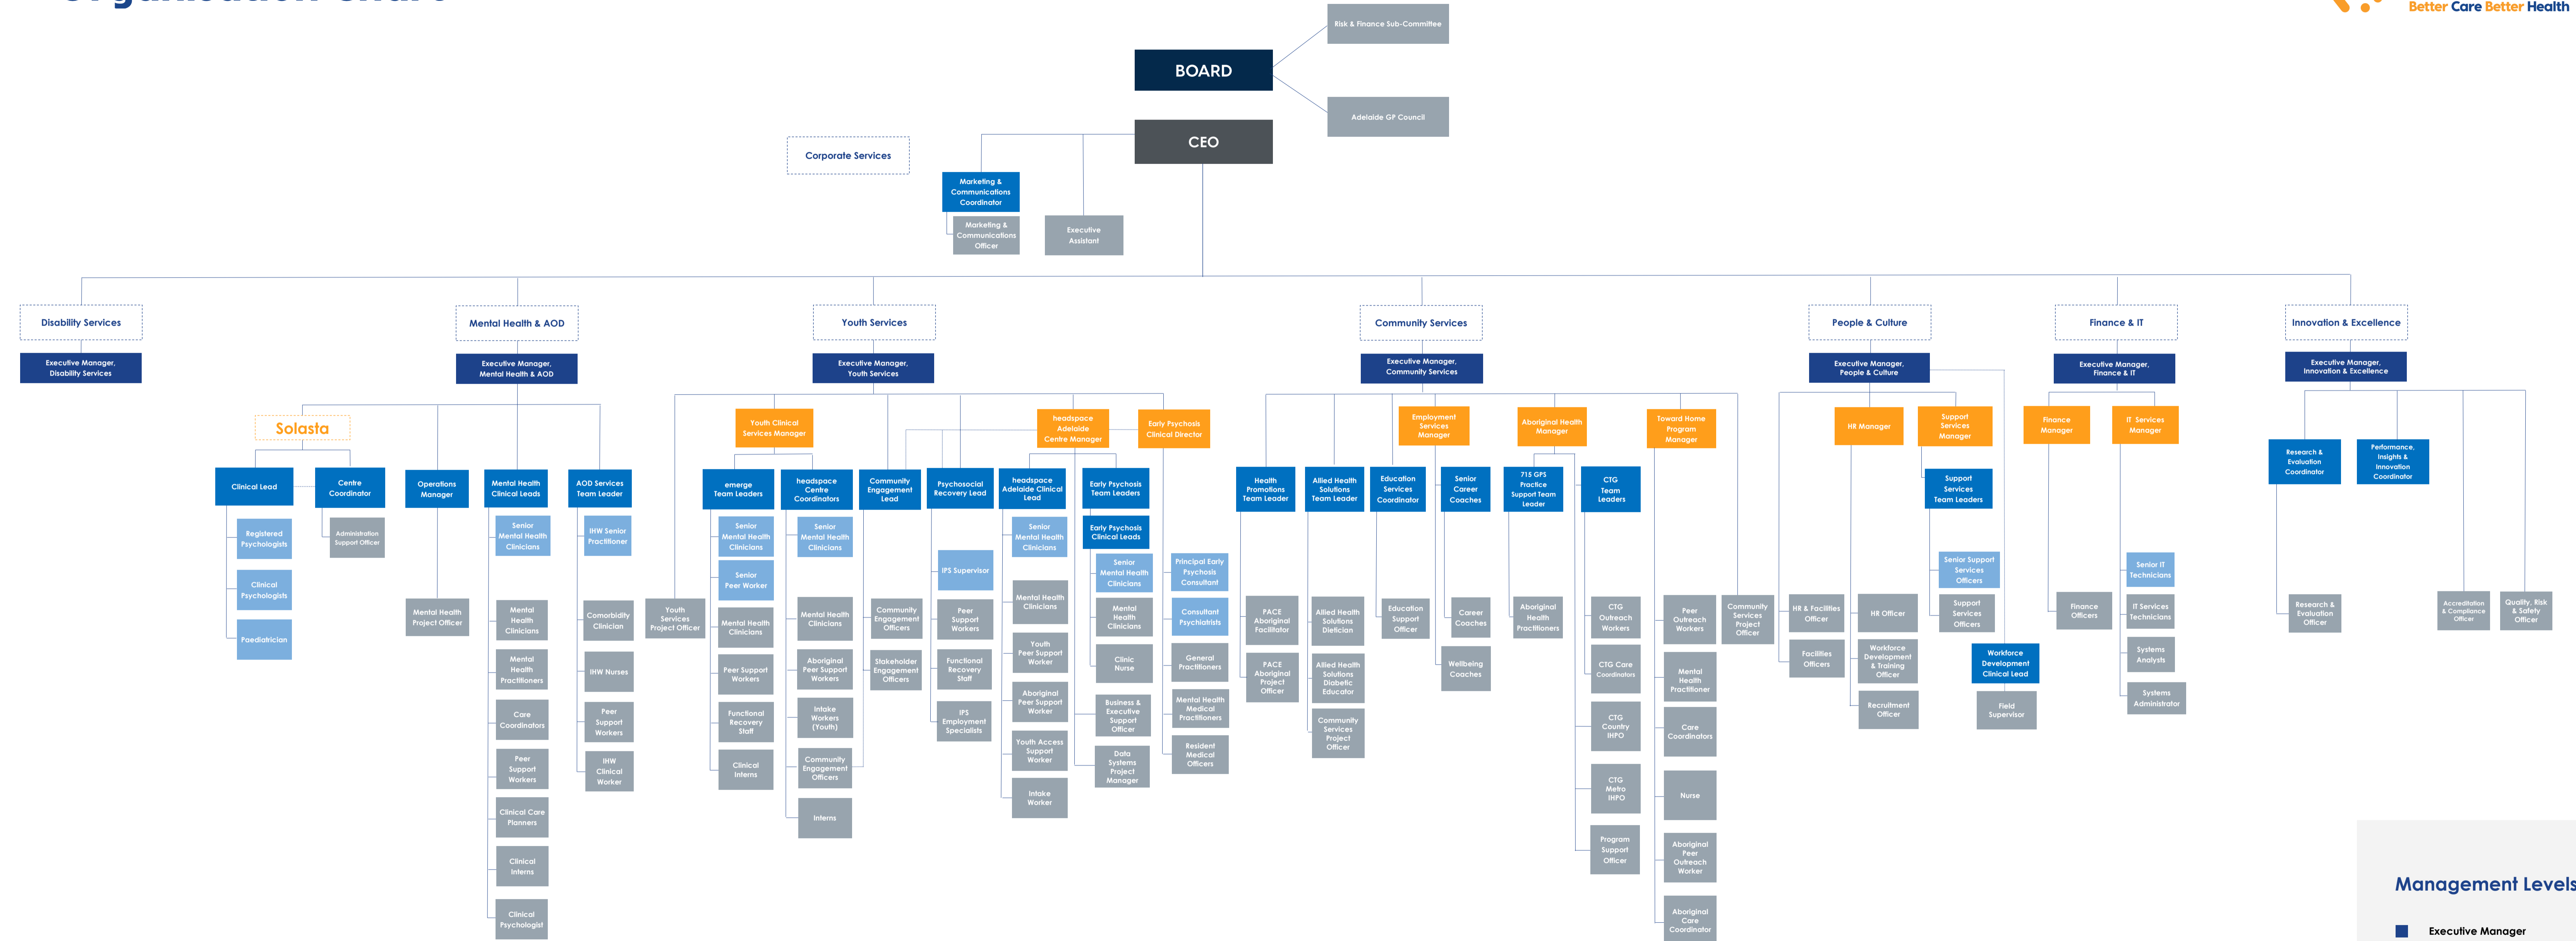 Organisation Chart
Better Care Better Health
Risk & Finance Sub-Committee
BOARD
Adelaide GP Council
CEO
Corporate Services
Marketing &
Communications
Coordinator
Marketing &
Communications
Officer
Executive
Assistant
Disability Services
Executive Manager,
Disability Services
Mental Health & AOD
Executive Manager,
Mental Health & AOD
Solasta
Clinical Lead
Registered
Psychologists
Clinical
Psychologists
Paediatrician
Centre
Coordinator
Administration
Support Officer
Operations
Manager
Mental Health
Project Officer
Mental Health
Clinical Leads
Senior
Mental Health
Clinicians
Mental
Health
Clinicians
Mental
Health
Practitioners
Care
Coordinators
Peer
Support
Workers
Clinical Care
Planners
Clinical
Interns
Clinical
Psychologist
AOD Services
Team Leader
IHW Senior
Practitioner
Comorbidity
Clinician
IHW Nurses
Peer
Support
Workers
IHW
Clinical
Worker
Youth Services
Executive Manager,
Youth Services
Youth
Services
Project Officer
Youth Clinical
Services Manager
emerge
Team Leaders
Senior
Mental Health
Clinicians
Senior
Peer Worker
Mental Health
Clinicians
Peer Support
Workers
Functional
Recovery
Staff
Clinical
Interns
headspace
Centre
Coordinators
Senior
Mental Health
Clinicians
Mental Health
Clinicians
Aboriginal
Peer Support
Workers
Intake
Workers
(Youth)
Community
Engagement
Officers
Interns
Community
Engagement
Lead
Community
Engagement
Officers
Stakeholder
Engagement
Officers
Psychosocial
Recovery Lead
IPS Supervisor
Peer
Support
Workers
Functional
Recovery
Staff
IPS
Employment
Specialists
headspace
Adelaide
Centre Manager
headspace
Adelaide Clinical
Lead
Senior
Mental Health
Clinicians
Mental Health
Clinicians
Youth
Peer Support
Worker
Aboriginal
Peer Support
Worker
Youth Access
Support
Worker
Intake
Worker
Early Psychosis
Team Leaders
Early Psychosis
Clinical Leads
Senior
Mental Health
Clinicians
Mental
Health
Clinicians
Clinic
Nurse
Business &
Executive
Support
Officer
Data
Systems
Project
Manager
Early Psychosis
Clinical Director
Principal Early
Psychosis
Consultant
Consultant
Psychiatrists
General
Practitioners
Mental Health
Medical
Practitioners
Resident
Medical
Officers
Community Services
Executive Manager,
Community Services
Health
Promotions
Team Leader
PACE
Aboriginal
Facilitator
PACE
Aboriginal
Project
Officer
Allied Health
Solutions
Team Leader
Allied Health
Solutions
Dietician
Allied Health
Solutions
Diabetic
Educator
Community
Services
Project
Officer
Education
Services
Coordinator
Education
Support
Officer
Employment
Services
Manager
Senior
Career
Coaches
Career
Coaches
Wellbeing
Coaches
Aboriginal Health
Manager
715 GPS
Practice
Support Team
Leader
Aboriginal
Health
Practitioners
CTG
Team
Leaders
CTG
Outreach
Workers
CTG Care
Coordinators
CTG
Country
IHPO
CTG
Metro
IHPO
Program
Support
Officer
Toward Home
Program
Manager
Peer
Outreach
Workers
Mental
Health
Practitioner
Care
Coordinators
Nurse
Aboriginal
Peer
Outreach
Worker
Aboriginal
Care
Coordinator
Community
Services
Project
Officer
People & Culture
Executive Manager,
People & Culture
HR & Facilities
Officer
Facilities
Officers
HR Manager
HR Officer
Workforce
Development
& Training
Officer
Recruitment
Officer
Support
Services
Manager
Support
Services
Team Leaders
Senior Support
Services
Officers
Support
Services
Officers
Workforce
Development
Clinical Lead
Field
Supervisor
Finance & IT
Executive Manager,
Finance & IT
Finance
Manager
Finance
Officers
IT Services
Manager
Senior IT
Technicians
IT Services
Technicians
Systems
Analysts
Systems
Administrator
Innovation & Excellence
Executive Manager,
Innovation & Excellence
Research &
Evaluation
Coordinator
Research &
Evaluation
Officer
Performance,
Insights &
Innovation
Coordinator
Accreditation
& Compliance
Officer
Quality, Risk
& Safety
Officer
Management Levels
Executive Manager